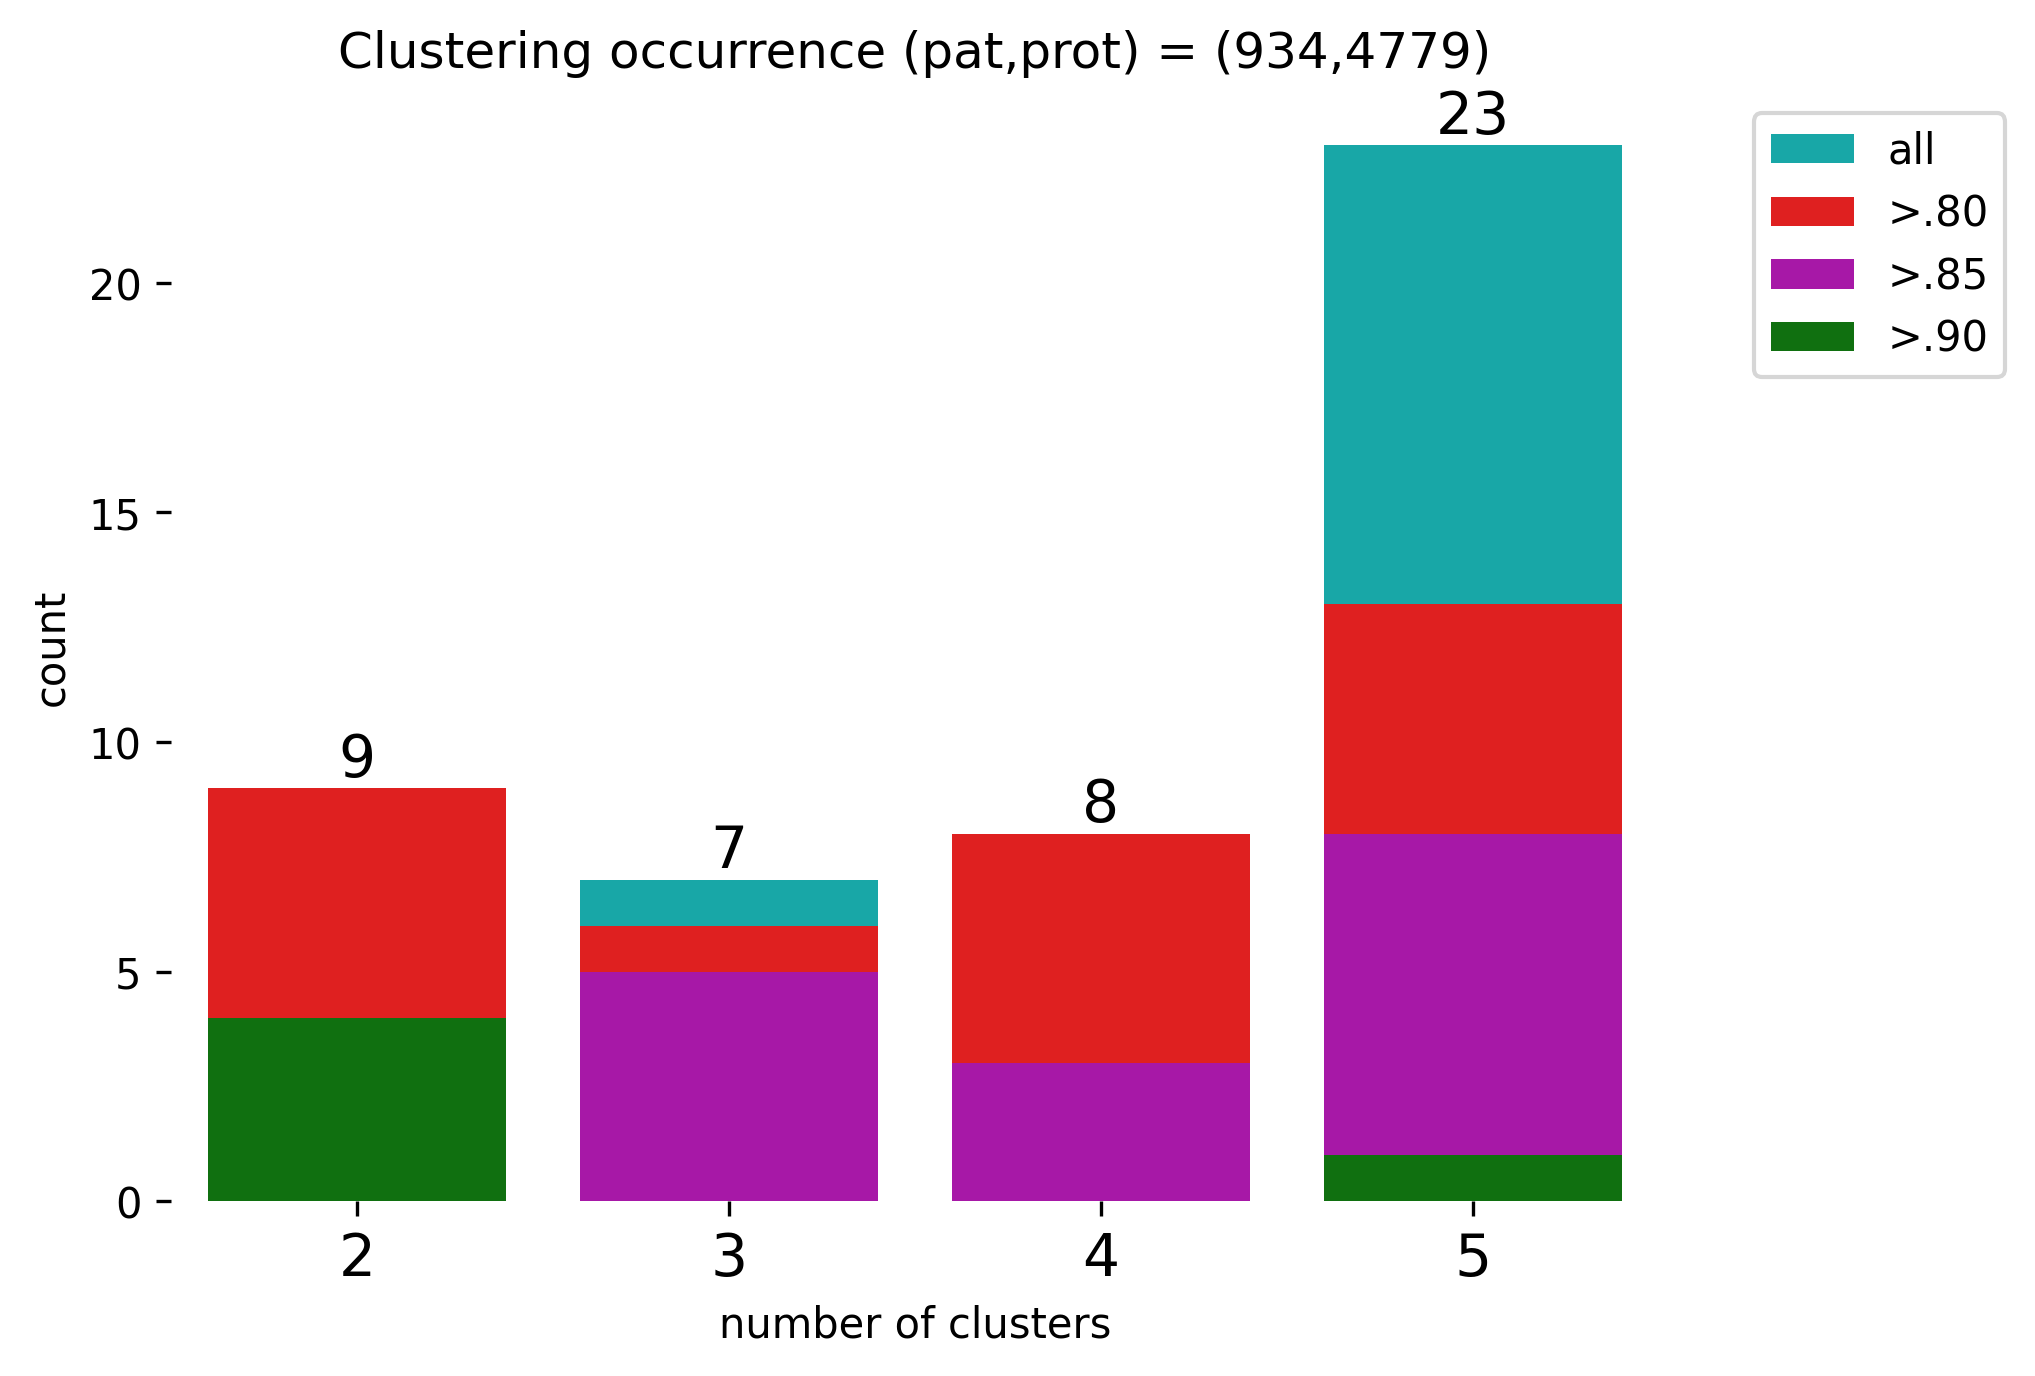 Clustering occurrence (pat,prot) = (934,4779)
23
all
>.80
>.85
>.90
20
15
10
5
0
count
9
7
8
2 3 4 5
number of clusters